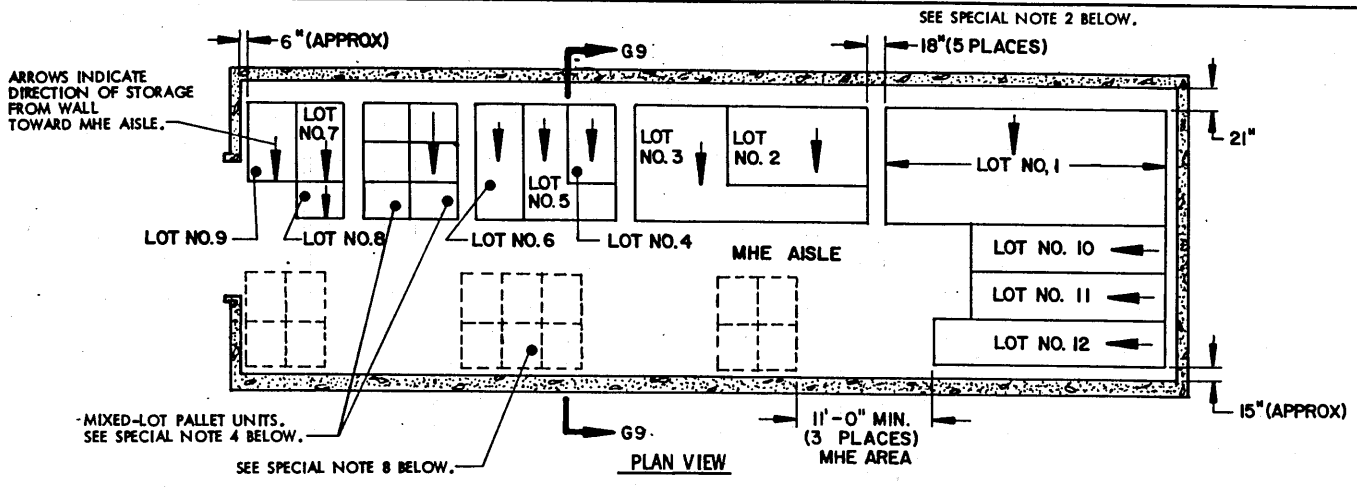 SEE SPECIAL NOTE 2 BELOW.
6" (APPROX)
G9
18" (5 PLACES)
ARROWS INDICATE
DIRECTION OF STORAGE
FROM WALL
TOWARD MHE AISLE.
LOT
NO.7
LOT
NO. 3
LOT
NO. 2
LOT NO, 1
21"
LOT
NO. 5
LOT NO.9
LOT NO.8
LOT NO. 6
LOT NO. 4
MHE AISLE
LOT NO. 10
LOT NO. 11
LOT NO. 12
-MIXED-LOT PALLET UNITS.
SEE SPECIAL NOTE 4 BELOW.
SEE SPECIAL NOTE 8 BELOW.
G9
PLAN VIEW
11'-0" MIN.
(3 PLACES)
MHE AREA
15" (APPROX)